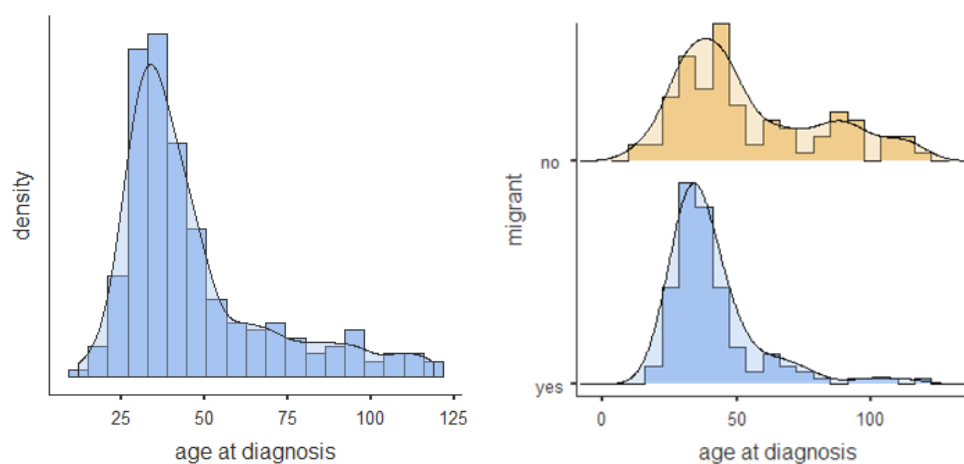 density
25 50 75 100 125
age at diagnosis
migrant
no
yes
0 50 100
age at diagnosis